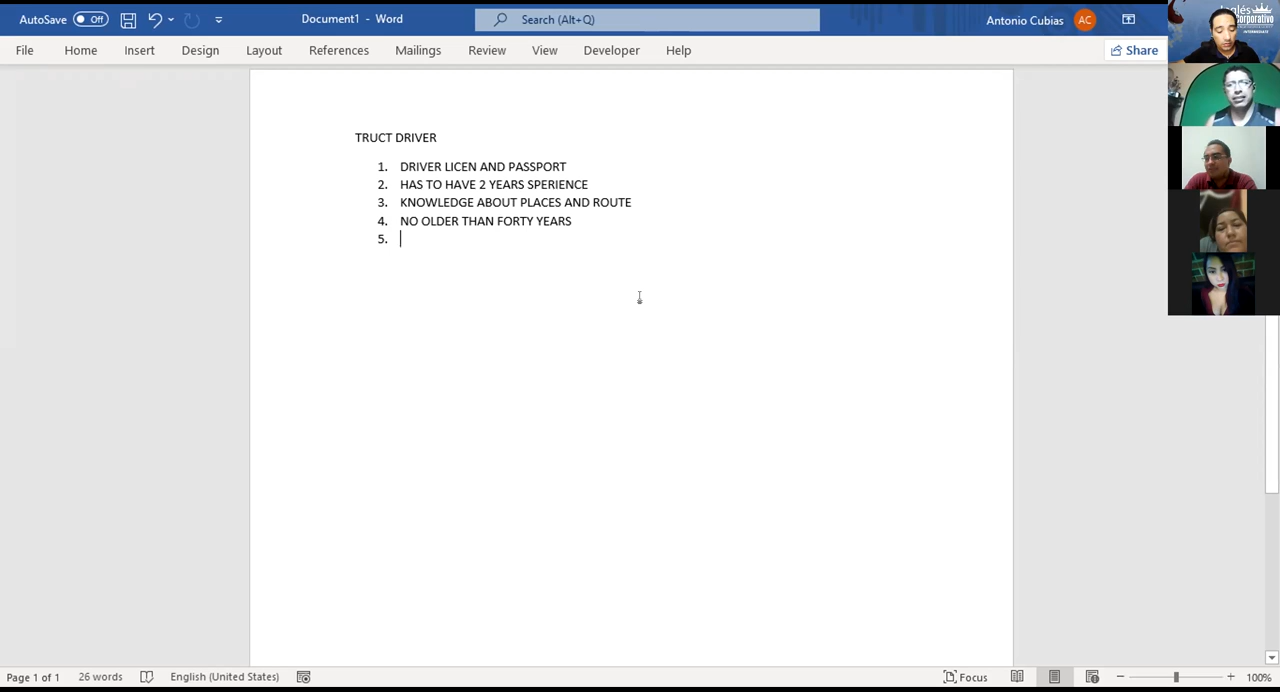 AutoSave Off Document1 - Word Search (Alt+Q) Antonio Cubias AC
File Home Insert Design Layout References Mailings Review View Developer Help Share
Inglés
Corporativo
INTERMEDIATE
TRUCT DRIVER
1. DRIVER LICEN AND PASSPORT
2. HAS TO HAVE 2 YEARS SPERIENCE
3. KNOWLEDGE ABOUT PLACES AND ROUTE
4. NO OLDER THAN FORTY YEARS
5.
Page 1 of 1 26 words English (United States) Focus 100%